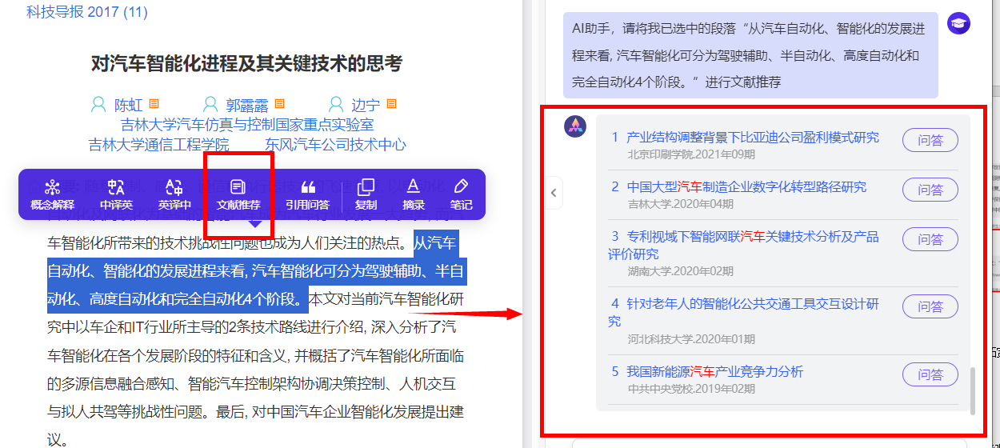 科技导报 2017 (11)
对汽车智能化进程及其关键技术的思考
陈虹 郭露露 边宁
吉林大学汽车仿真与控制国家重点实验室
吉林大学通信工程学院 东风汽车公司技术中心
概念解释 中译英 英译中 文献推荐 引用问答 复制 摘录 笔记
车智能化所带来的技术挑战性问题也成为人们关注的热点。从汽车
自动化、智能化的发展进程来看, 汽车智能化可分为驾驶辅助、半自
动化、高度自动化和完全自动化4个阶段。本文对当前汽车智能化研
究中以车企和IT行业所主导的2条技术路线进行介绍, 深入分析了汽
车智能化在各个发展阶段的特征和含义, 并概括了汽车智能化所面临
的多源信息融合感知、智能汽车控制架构协调决策控制、人机交互
与拟人共驾等挑战性问题。最后, 对中国汽车企业智能化发展提出建
议。
AI助手，请将我已选中的段落“从汽车自动化、智能化的发展进
程来看, 汽车智能化可分为驾驶辅助、半自动化、高度自动化和
完全自动化4个阶段。”进行文献推荐
1 产业结构调整背景下比亚迪公司盈利模式研究 问答
北京印刷学院.2021年09期
2 中国大型汽车制造企业数字化转型路径研究 问答
吉林大学.2020年04期
3 专利视域下智能网联汽车关键技术分析及产品 问答
评价研究
湖南大学.2020年02期
4 针对老年人的智能化公共交通工具交互设计研 问答
究
河北科技大学.2020年01期
5 我国新能源汽车产业竞争力分析 问答
中共中央党校.2019年02期